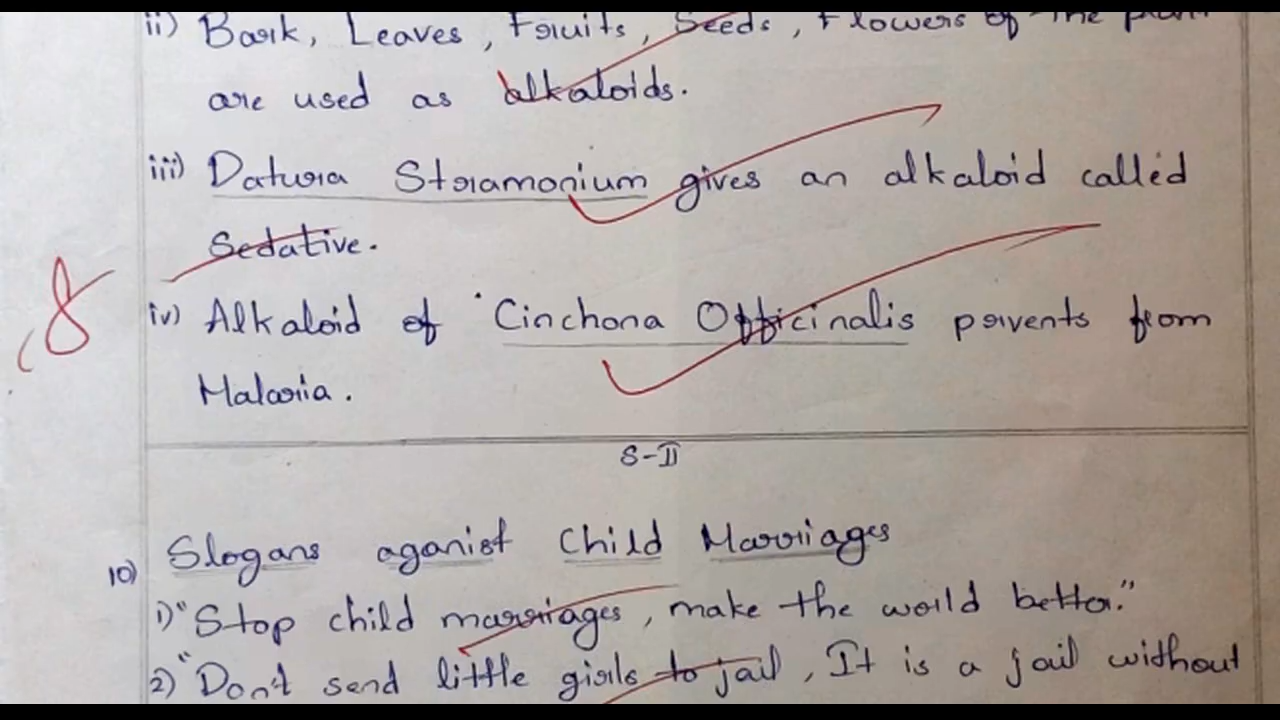 ii) Bark, Leaves, Fruits, Seeds, Flowers of the plant
are used as alkaloids.
iii) Datura Stramonium gives an alkaloid called
Sedative.
8
iv) Alkaloid of Cinchona Officinalis prvents from
Malaria.
S-II
10) Slogans aganist Child Marriages
1) "Stop child marriages, make the world better."
2) "Don't send little girls to jail, It is a jail without